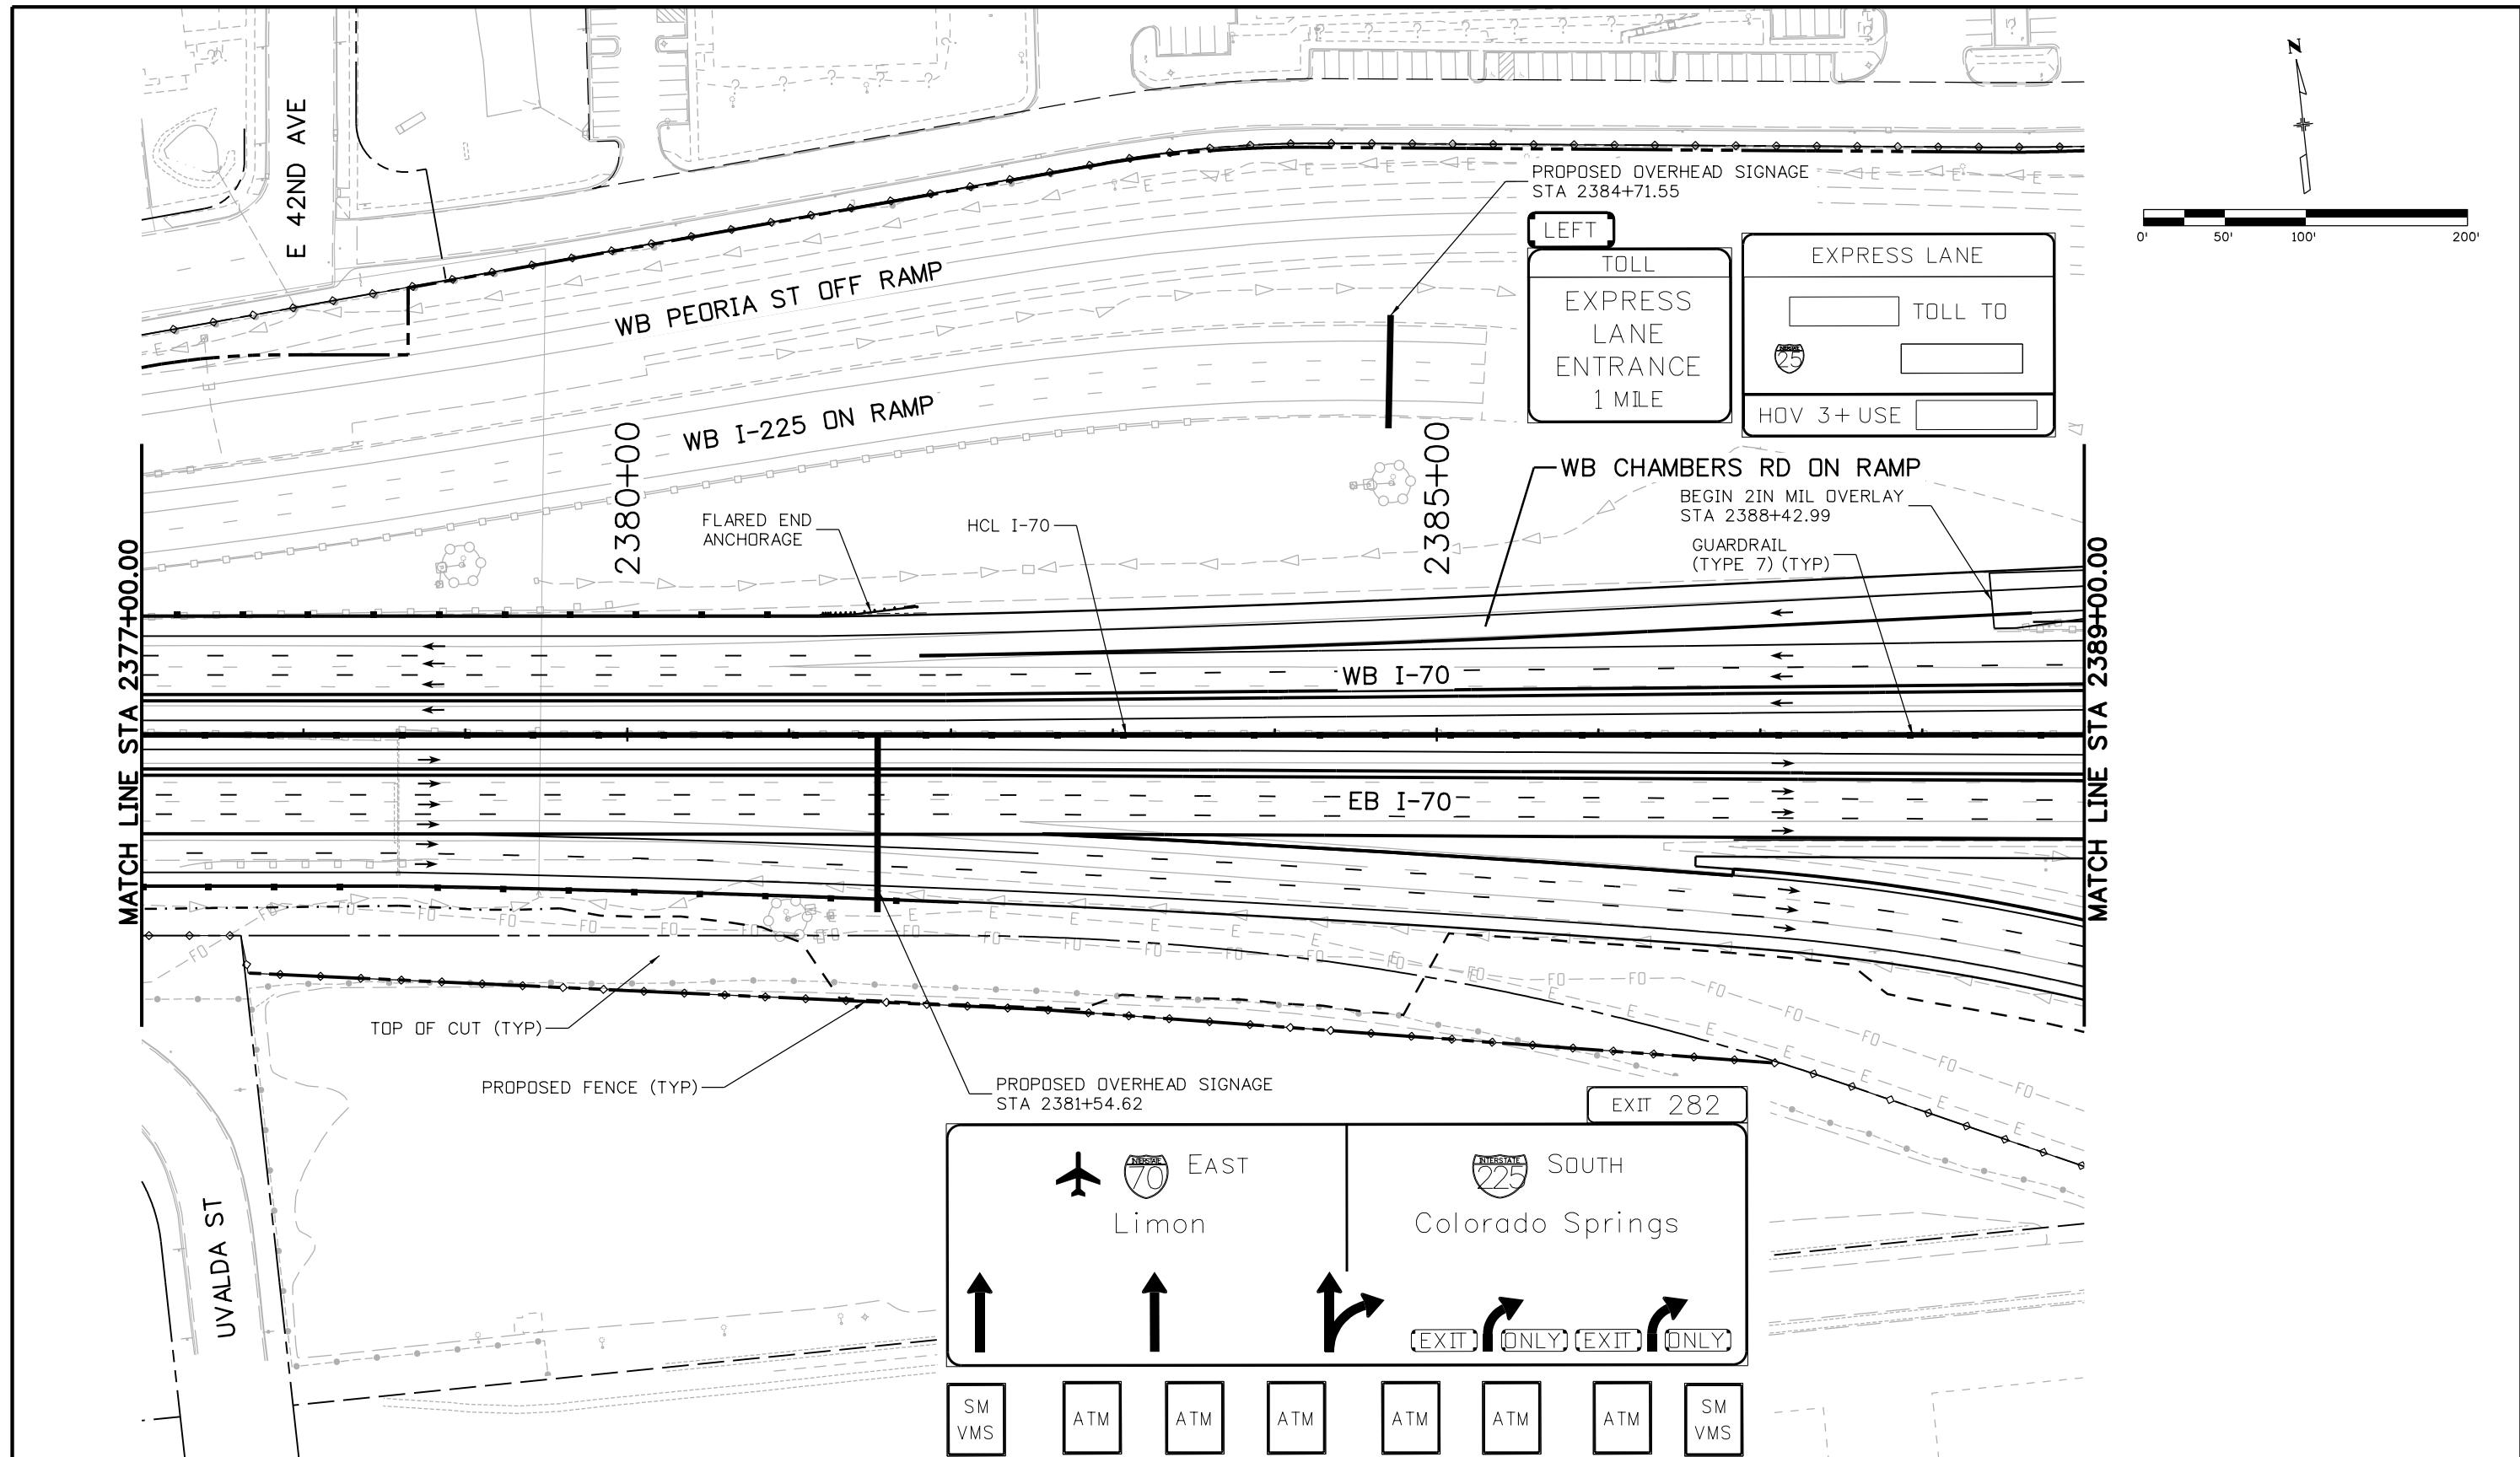 N
0'
50'
100'
200'
E 42ND AVE
PROPOSED OVERHEAD SIGNAGE
STA 2384+71.55
LEFT
TOLL
EXPRESS
LANE
ENTRANCE
1 MILE
EXPRESS LANE
TOLL TO
INTERSTATE
25
HOV 3+ USE
WB PEORIA ST OFF RAMP
WB I-225 ON RAMP
2380+00
2385+00
WB CHAMBERS RD ON RAMP
BEGIN 2IN MIL OVERLAY
STA 2388+42.99
FLARED END
ANCHORAGE
HCL I-70
GUARDRAIL
(TYPE 7) (TYP)
MATCH LINE STA 2377+00.00
MATCH LINE STA 2389+00.00
WB I-70
EB I-70
TOP OF CUT (TYP)
PROPOSED FENCE (TYP)
PROPOSED OVERHEAD SIGNAGE
STA 2381+54.62
EXIT 282
INTERSTATE
70
EAST
Limon
INTERSTATE
225
SOUTH
Colorado Springs
EXIT ONLY EXIT ONLY
UVALDA ST
SM
VMS
ATM
ATM
ATM
ATM
ATM
ATM
SM
VMS